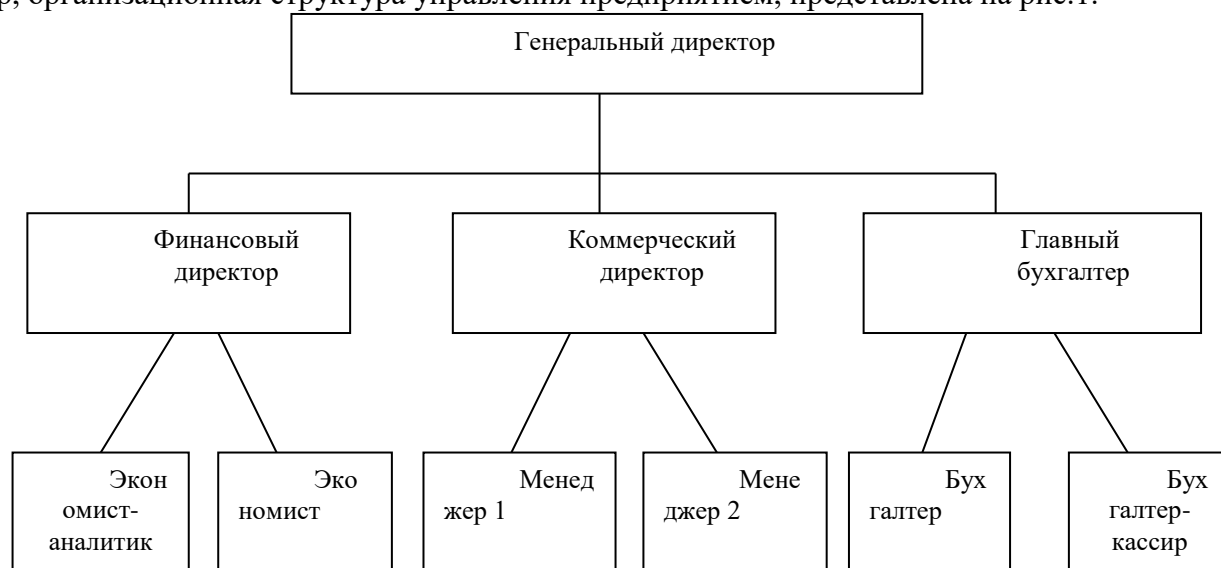 р, организационная структура управления предприятием, представлена на рис.1.
Генеральный директор
Финансовый
директор
Коммерческий
директор
Главный
бухгалтер
Экон
омист-
аналитик
Эко
номист
Менед
жер 1
Мене
джер 2
Бух
галтер
Бух
галтер-
кассир